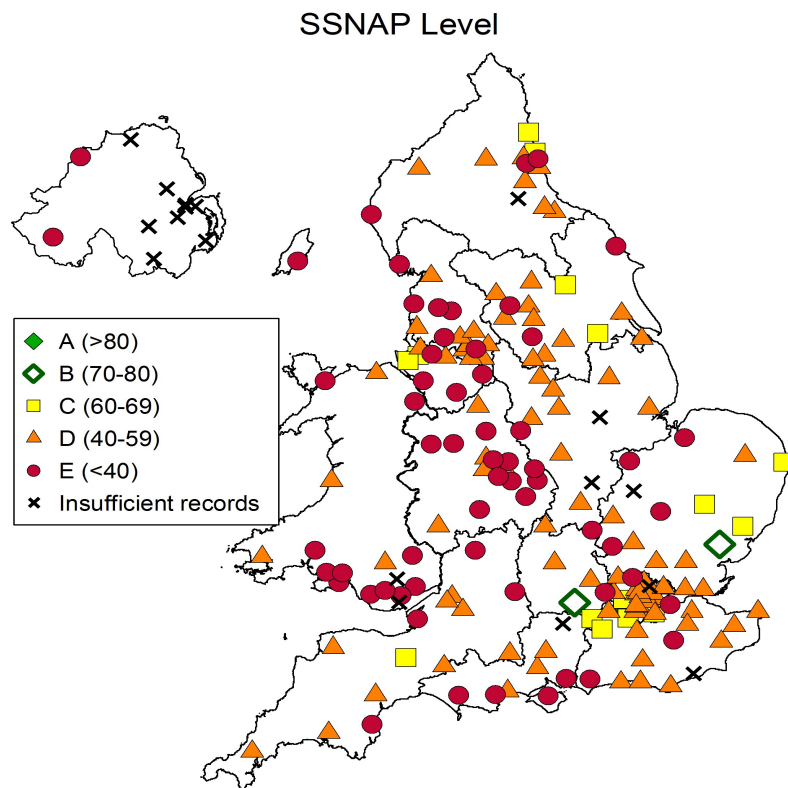 SSNAP Level
A (>80)
B (70-80)
C (60-69)
D (40-59)
E (<40)
Insufficient records